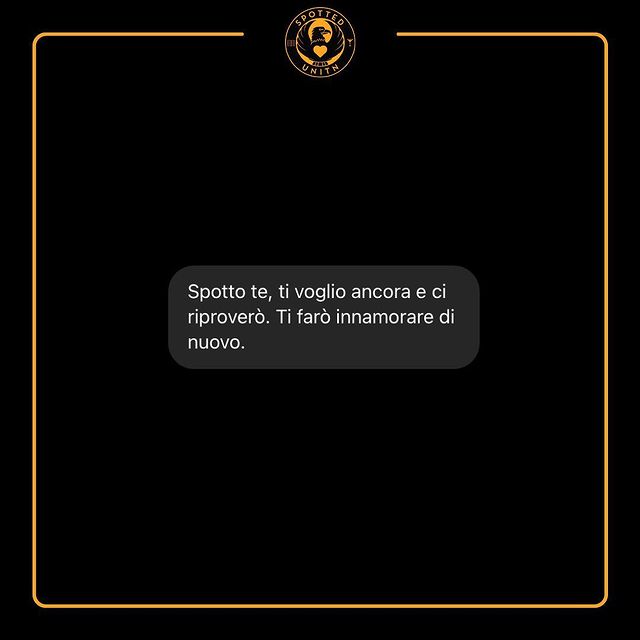 SPOTTED
UNITN
Spotto te, ti voglio ancora e ci
riproverò. Ti farò innamorare di
nuovo.